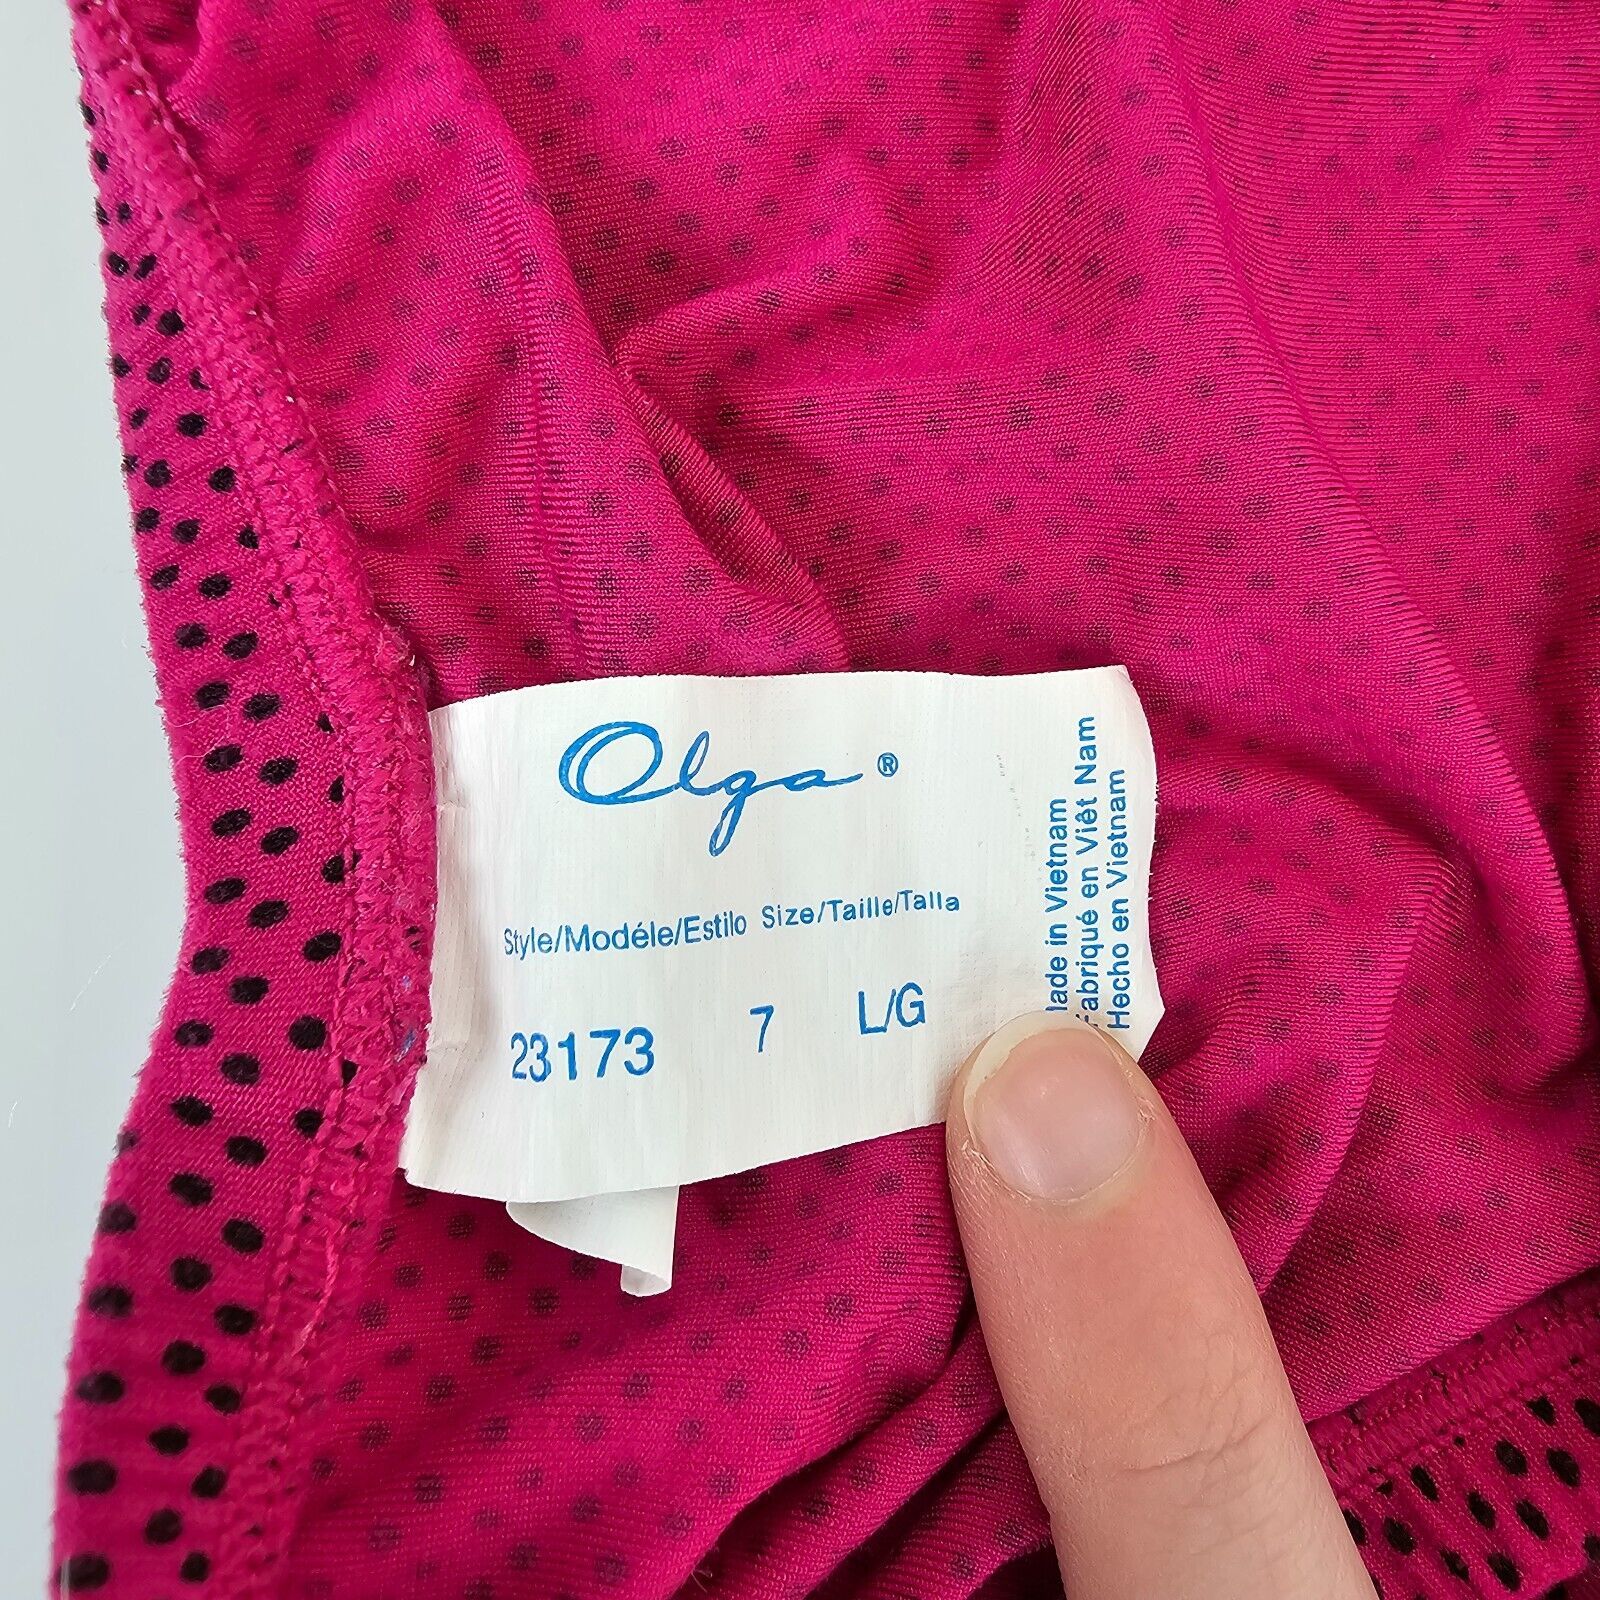 Olga®
Style/Modéle/Estilo Size/Taille/Talla
23173 7 L/G
Made in Vietnam
Fabriqué en Viêt Nam
Hecho en Vietnam